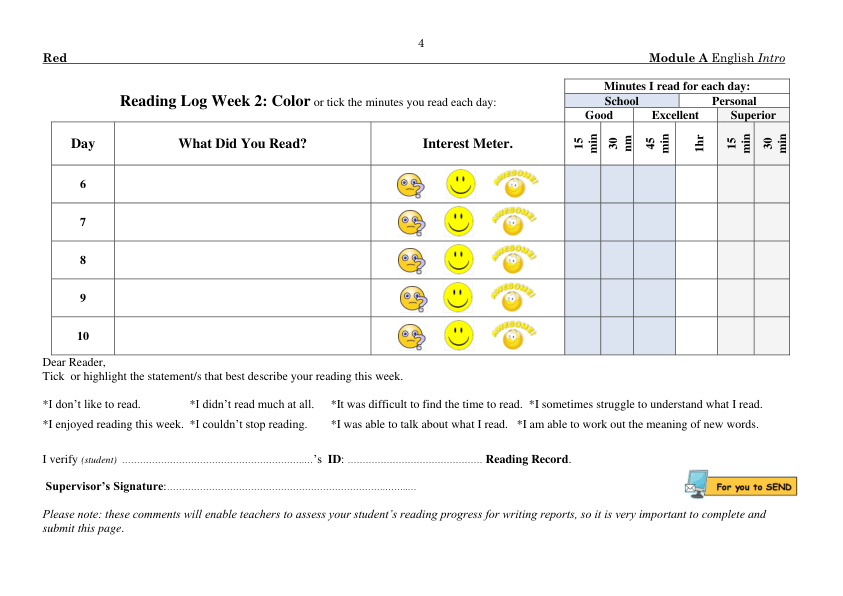 4
Red Module A English Intro
Minutes I read for each day:
Reading Log Week 2: Color or tick the minutes you read each day:
School Personal
Good Excellent Superior
Day What Did You Read? Interest Meter. 15 min 30 nm 45 min 1hr 15 min 30 min
6 AWESOME!
7 AWESOME!
8 AWESOME!
9 AWESOME!
10 AWESOME!
Dear Reader,
Tick or highlight the statement/s that best describe your reading this week.
*I don't like to read. *I didn't read much at all. *It was difficult to find the time to read. *I sometimes struggle to understand what I read.
*I enjoyed reading this week. *I couldn't stop reading. *I was able to talk about what I read. *I am able to work out the meaning of new words.
I verify (student) ……………………………………………………….'s ID: ……………………………………… Reading Record.
Supervisor's Signature:…………………………………………………………..……....
For you to SEND
Please note: these comments will enable teachers to assess your student's reading progress for writing reports, so it is very important to complete and
submit this page.